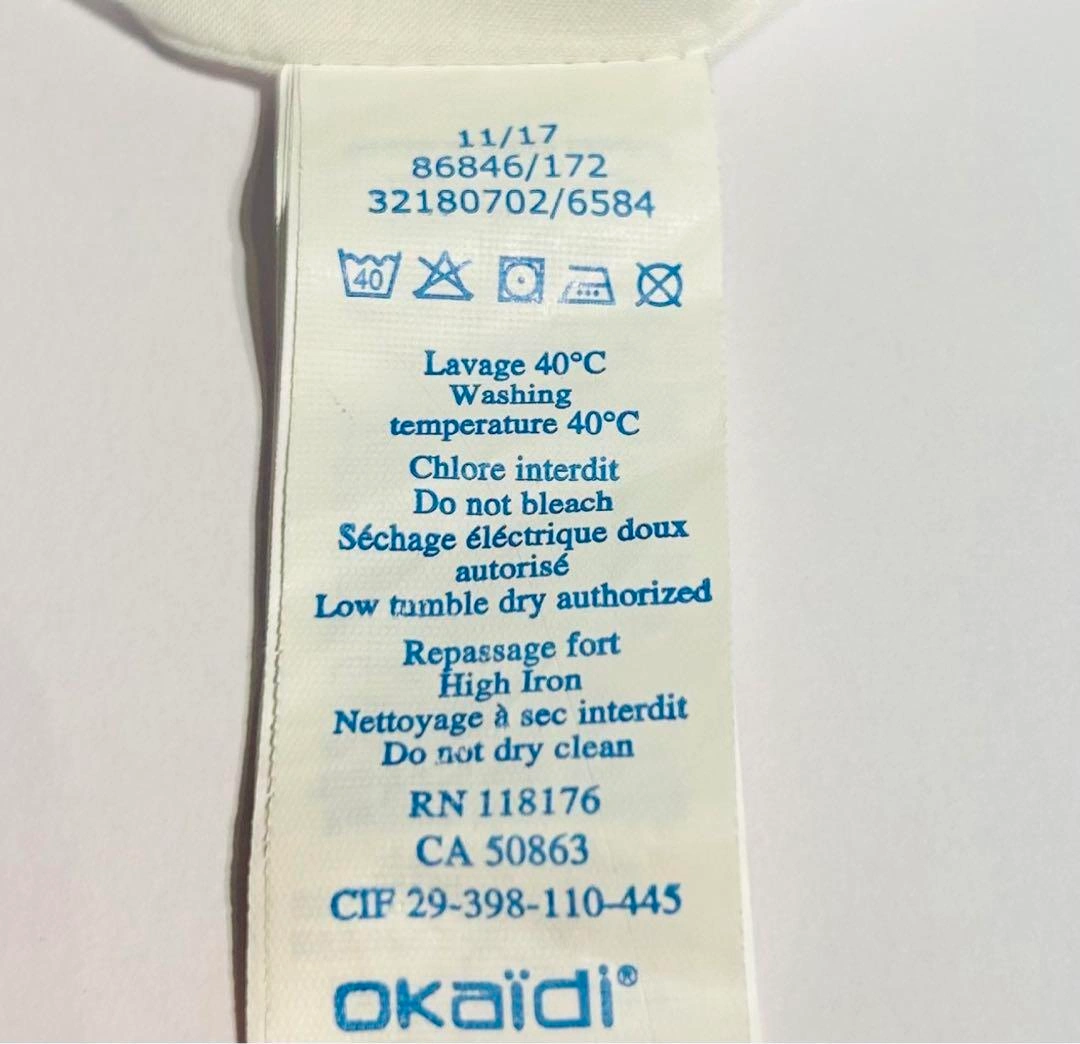 11/17
86846/172
32180702/6584
40
Lavage 40°C
Washing
temperature 40°C
Chlore interdit
Do not bleach
Séchage éléctrique doux
autorisé
Low tumble dry authorized
Repassage fort
High Iron
Nettoyage à sec interdit
Do not dry clean
RN 118176
CA 50863
CIF 29-398-110-445
okaïdi®